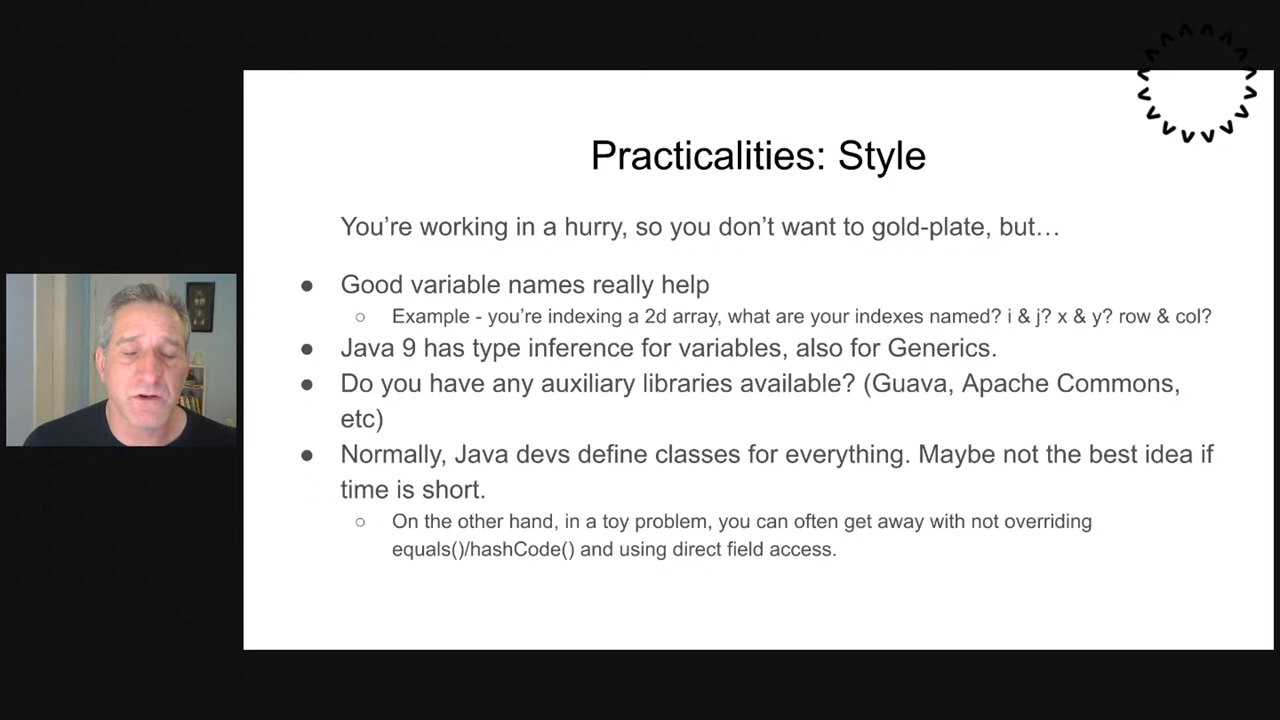 Practicalities: Style
You’re working in a hurry, so you don’t want to gold-plate, but…
● Good variable names really help
○ Example - you’re indexing a 2d array, what are your indexes named? i & j? x & y? row & col?
● Java 9 has type inference for variables, also for Generics.
● Do you have any auxiliary libraries available? (Guava, Apache Commons,
etc)
● Normally, Java devs define classes for everything. Maybe not the best idea if
time is short.
○ On the other hand, in a toy problem, you can often get away with not overriding
equals()/hashCode() and using direct field access.